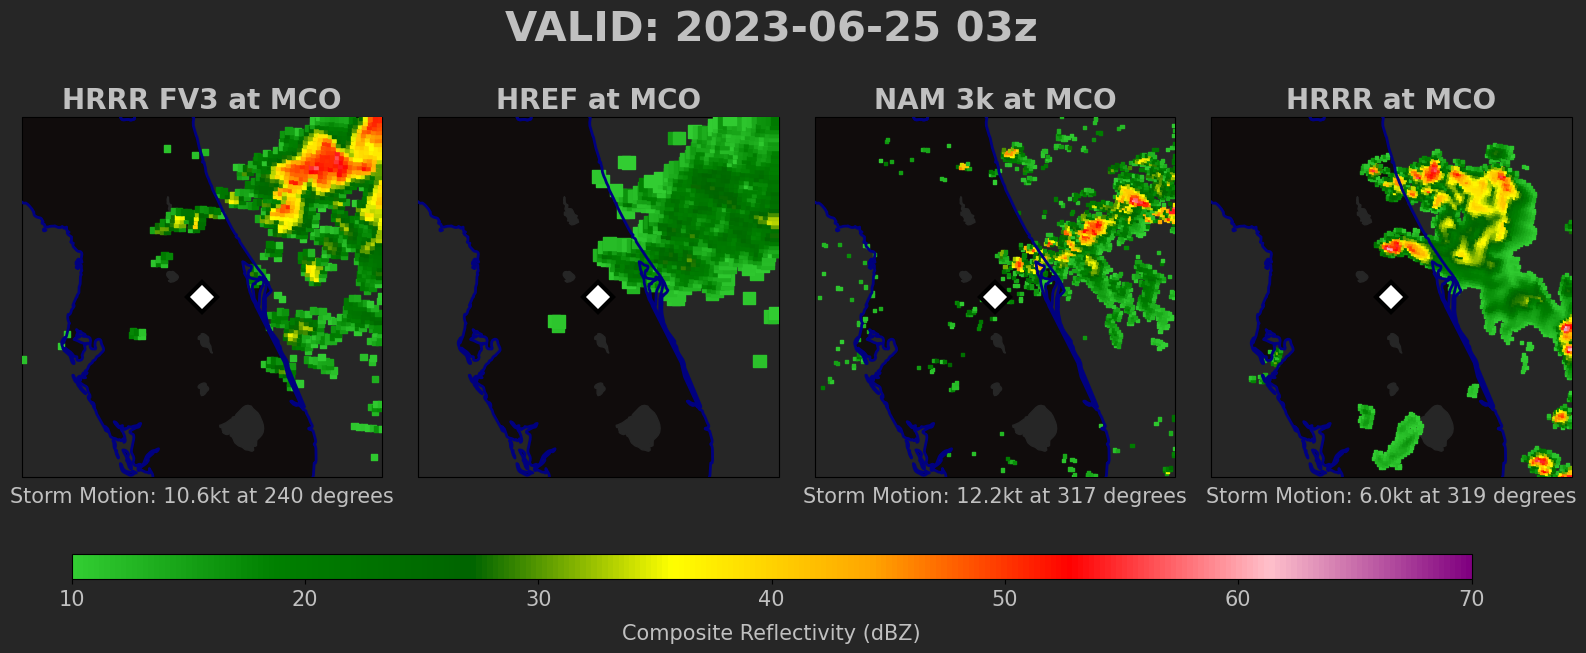 VALID: 2023-06-25 03z
HRRR FV3 at MCO
HREF at MCO
NAM 3k at MCO
HRRR at MCO
Storm Motion: 10.6kt at 240 degrees
Storm Motion: 12.2kt at 317 degrees
Storm Motion: 6.0kt at 319 degrees
10 20 30 40 50 60 70
Composite Reflectivity (dBZ)